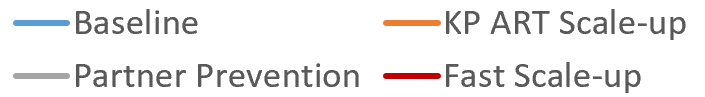 Baseline KP ART Scale-up
Partner Prevention Fast Scale-up